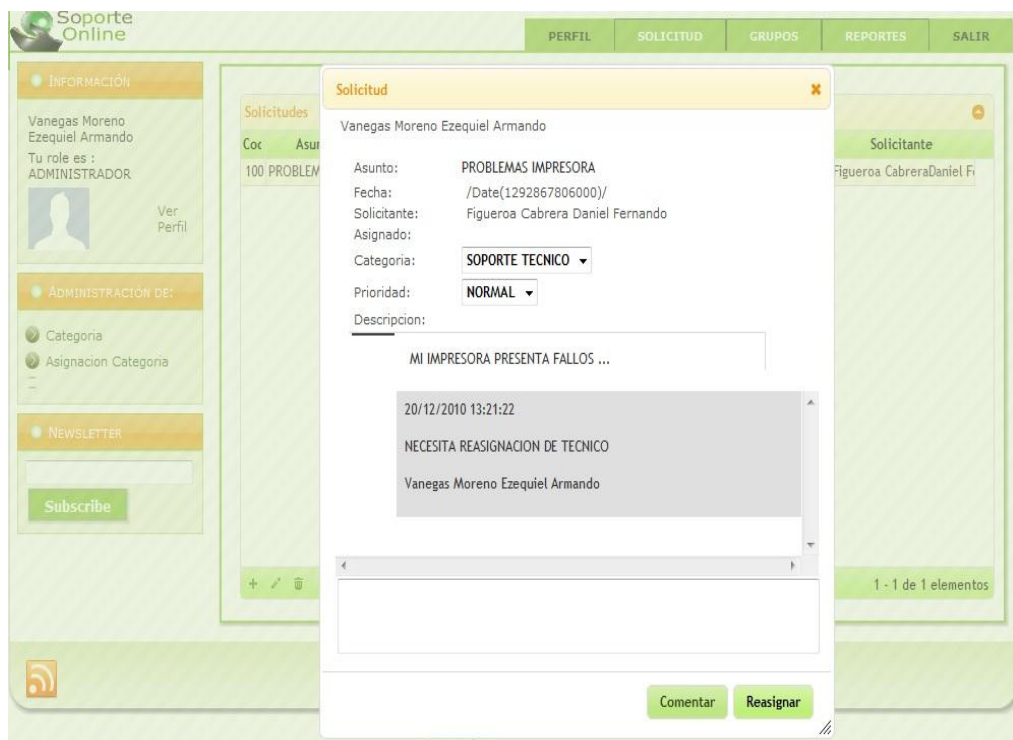 Soporte
Online
PERFIL
SOLICITUD
GRUPOS
REPORTES
SALIR
INFORMACIÓN
Vanegas Moreno
Ezequiel Armando
Tu role es :
ADMINISTRADOR
Ver
Perfil
ADMINISTRACIÓN DE:
Categoria
Asignacion Categoria
NEWSLETTER
Subscribe
Solicitudes
Coc Asun Solicitante
100 PROBLEM Figueroa CabreraDaniel Fe
1 - 1 de 1 elementos
Solicitud
Vanegas Moreno Ezequiel Armando
Asunto: PROBLEMAS IMPRESORA
Fecha: /Date(1292867806000)/
Solicitante: Figueroa Cabrera Daniel Fernando
Asignado:
Categoria: SOPORTE TECNICO
Prioridad: NORMAL
Descripcion:
MI IMPRESORA PRESENTA FALLOS ...
20/12/2010 13:21:22
NECESITA REASIGNACION DE TECNICO
Vanegas Moreno Ezequiel Armando
Comentar
Reasignar